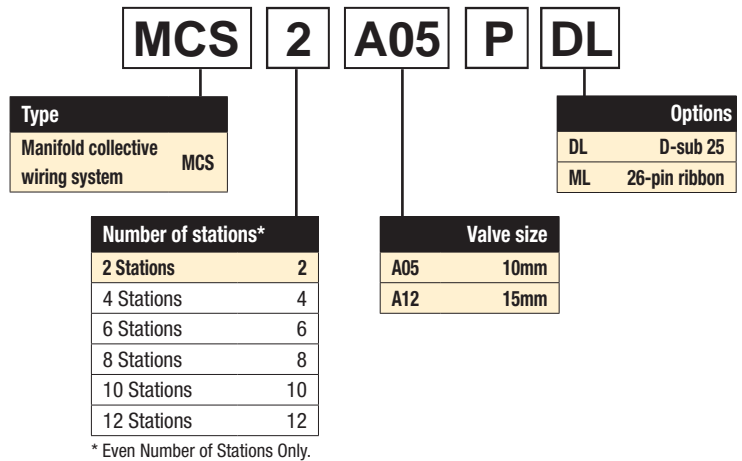 MCS 2 A05 P DL
Type
Manifold collective
wiring system MCS
Options
DL D-sub 25
ML 26-pin ribbon
Number of stations*
2 Stations 2
4 Stations 4
6 Stations 6
8 Stations 8
10 Stations 10
12 Stations 12
* Even Number of Stations Only.
Valve size
A05 10mm
A12 15mm